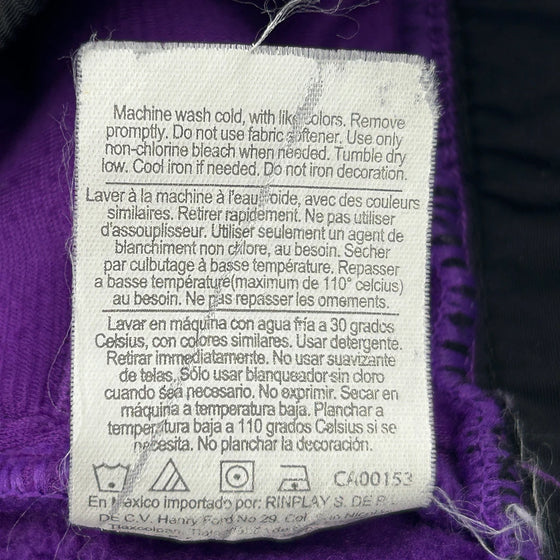 Machine wash cold, with like colors. Remove
promptly. Do not use fabric softener. Use only
non-chlorine bleach when needed. Tumble dry
low. Cool iron if needed. Do not iron decoration.
Laver à la machine à l'eau froide, avec des couleurs
similaires. Retirer rapidement. Ne pas utiliser
d'assouplisseur. Utiliser seulement un agent de
blanchiment non chlore, au besoin. Secher
par culbutage à basse température. Repasser
a basse température(maximum de 110° celcius)
au besoin. Ne pas repasser les ornements.
Lavar en máquina con agua fría a 30 grados
Celsius, con colores similares. Usar detergente.
Retirar immediatamente. No usar suavizante
de telas. Sólo usar blanqueador sin cloro
cuando sea necesario. No exprimir. Secar en
máquina a temperatura baja. Planchar a
temperatura baja a 110 grados Celsius si se
necesita. No planchar la decoración.
CA00153
En Mexico importado por: RINPLAY S. DE R.
DE C.V. Henry Ford No 29, Col. San